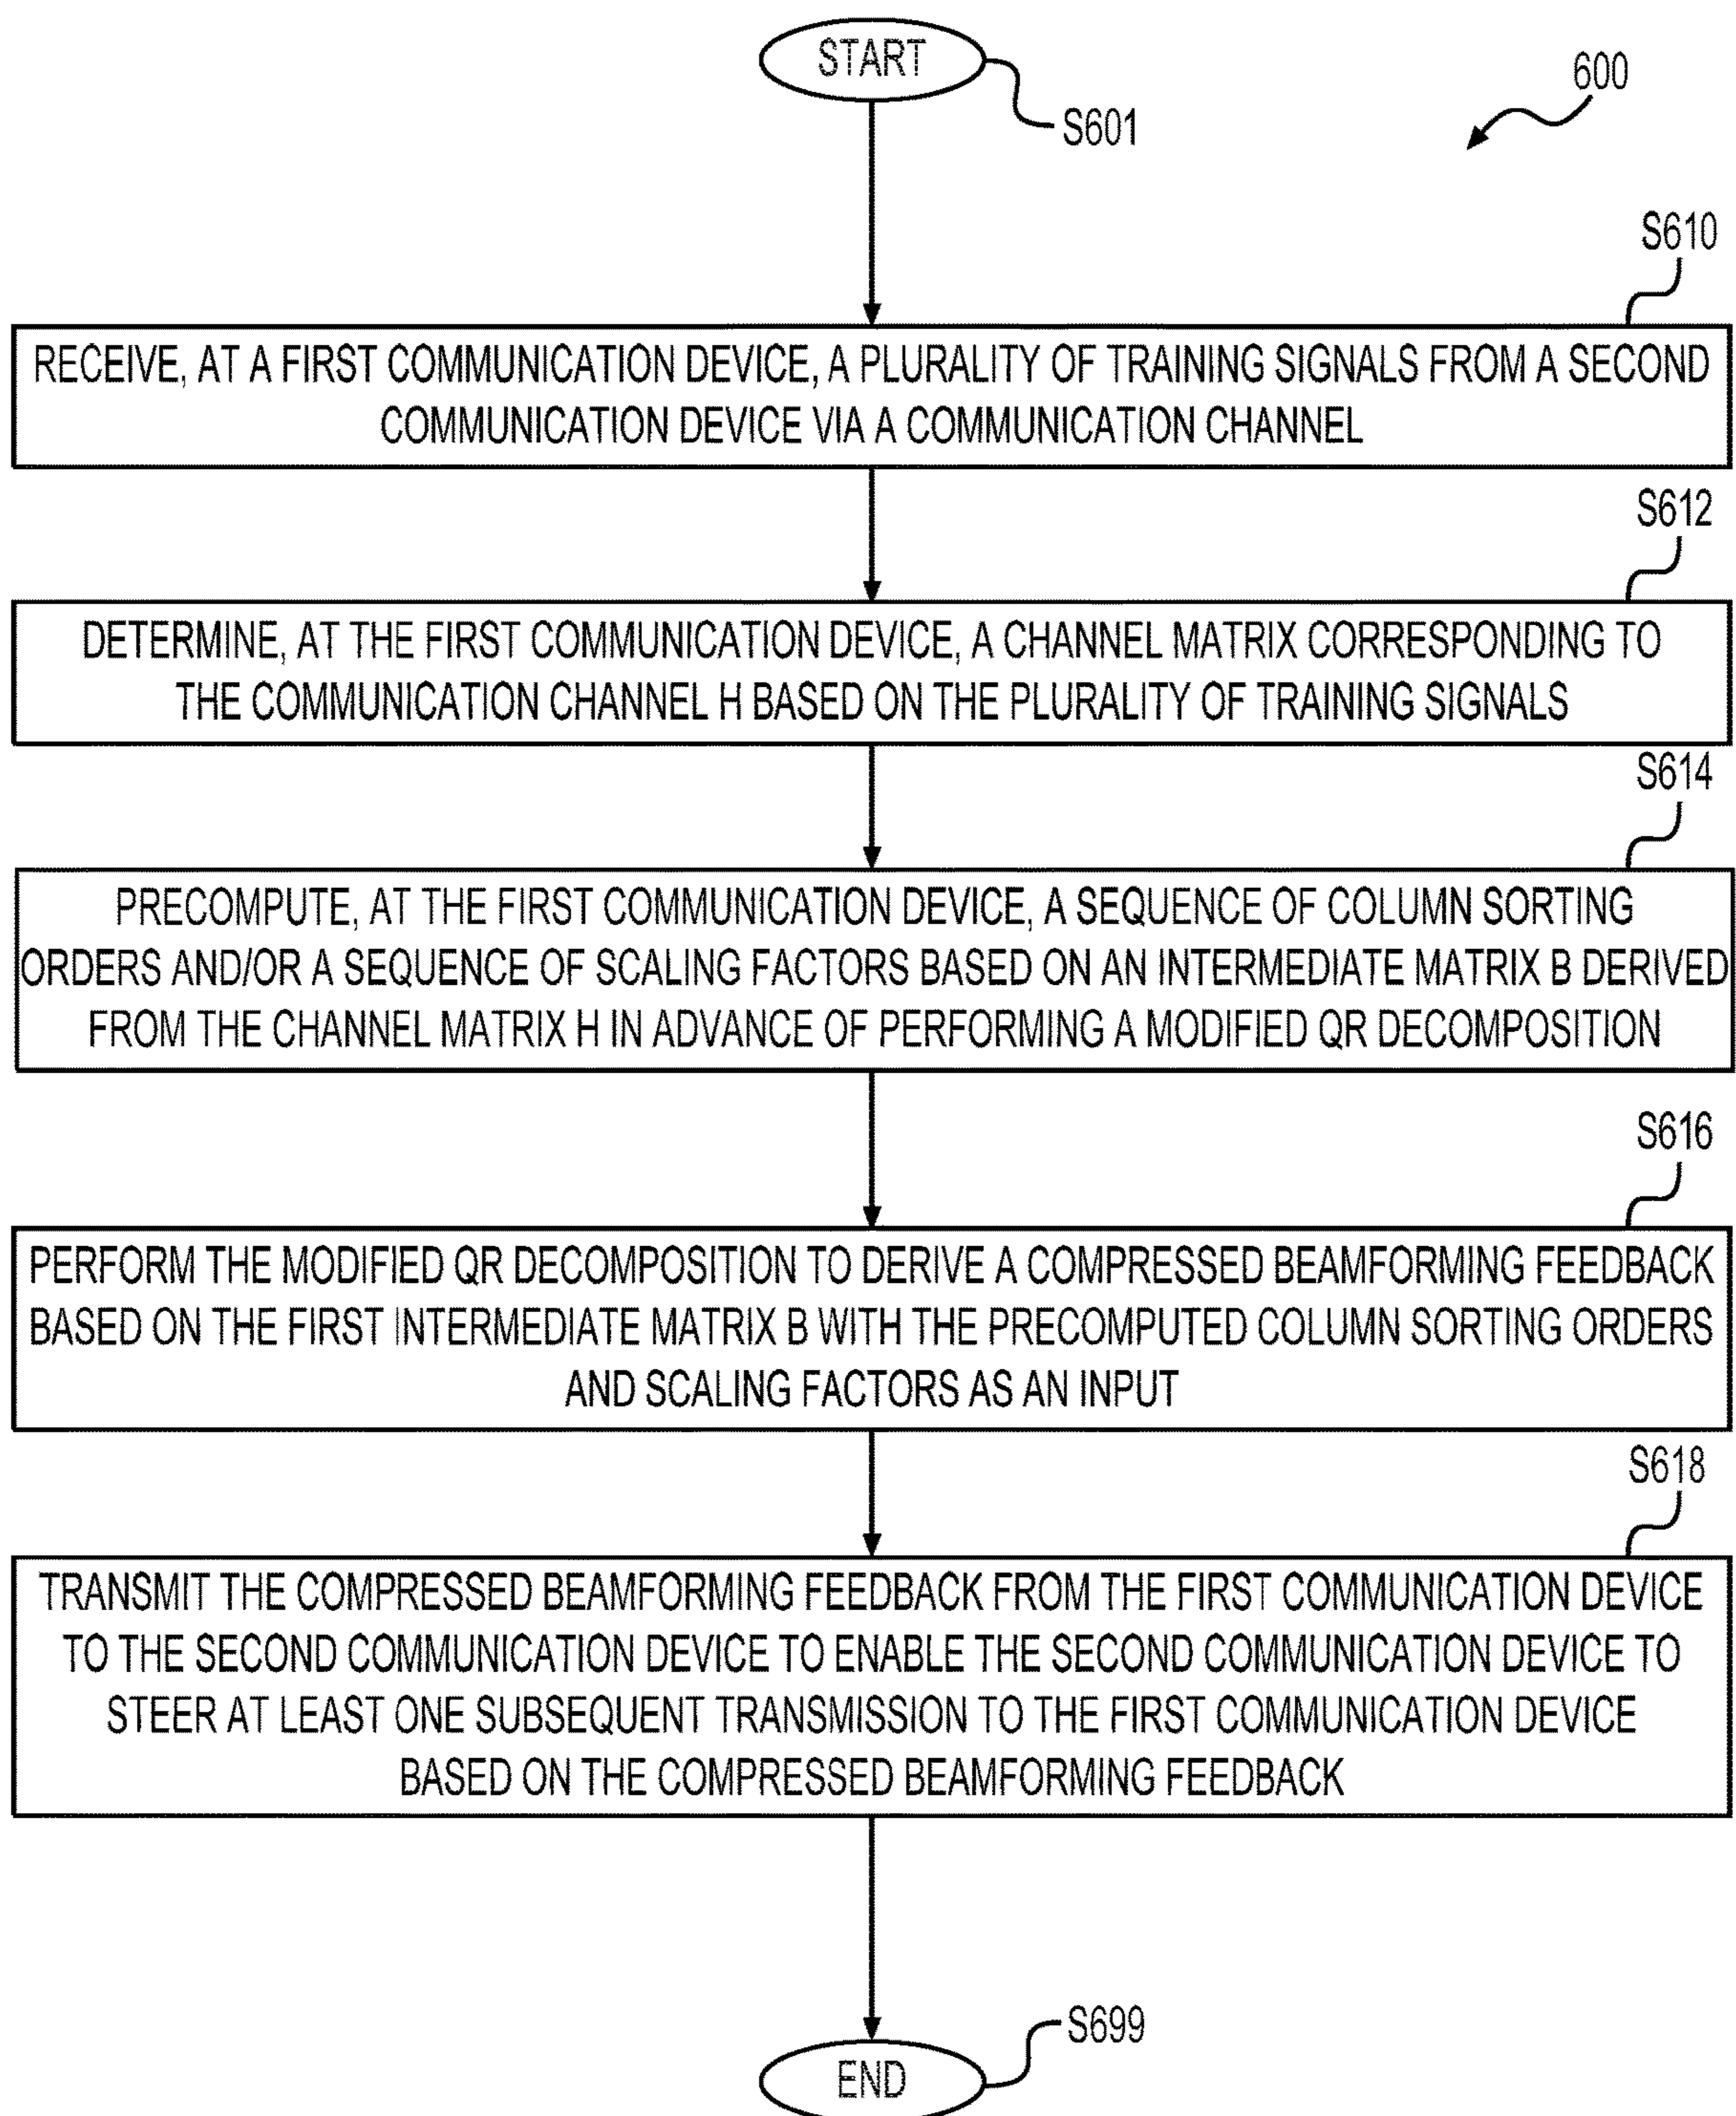 START
600
S601
S610
RECEIVE, AT A FIRST COMMUNICATION DEVICE, A PLURALITY OF TRAINING SIGNALS FROM A SECOND
COMMUNICATION DEVICE VIA A COMMUNICATION CHANNEL
S612
DETERMINE, AT THE FIRST COMMUNICATION DEVICE, A CHANNEL MATRIX CORRESPONDING TO
THE COMMUNICATION CHANNEL H BASED ON THE PLURALITY OF TRAINING SIGNALS
S614
PRECOMPUTE, AT THE FIRST COMMUNICATION DEVICE, A SEQUENCE OF COLUMN SORTING
ORDERS AND/OR A SEQUENCE OF SCALING FACTORS BASED ON AN INTERMEDIATE MATRIX B DERIVED
FROM THE CHANNEL MATRIX H IN ADVANCE OF PERFORMING A MODIFIED QR DECOMPOSITION
S616
PERFORM THE MODIFIED QR DECOMPOSITION TO DERIVE A COMPRESSED BEAMFORMING FEEDBACK
BASED ON THE FIRST INTERMEDIATE MATRIX B WITH THE PRECOMPUTED COLUMN SORTING ORDERS
AND SCALING FACTORS AS AN INPUT
S618
TRANSMIT THE COMPRESSED BEAMFORMING FEEDBACK FROM THE FIRST COMMUNICATION DEVICE
TO THE SECOND COMMUNICATION DEVICE TO ENABLE THE SECOND COMMUNICATION DEVICE TO
STEER AT LEAST ONE SUBSEQUENT TRANSMISSION TO THE FIRST COMMUNICATION DEVICE
BASED ON THE COMPRESSED BEAMFORMING FEEDBACK
S699
END